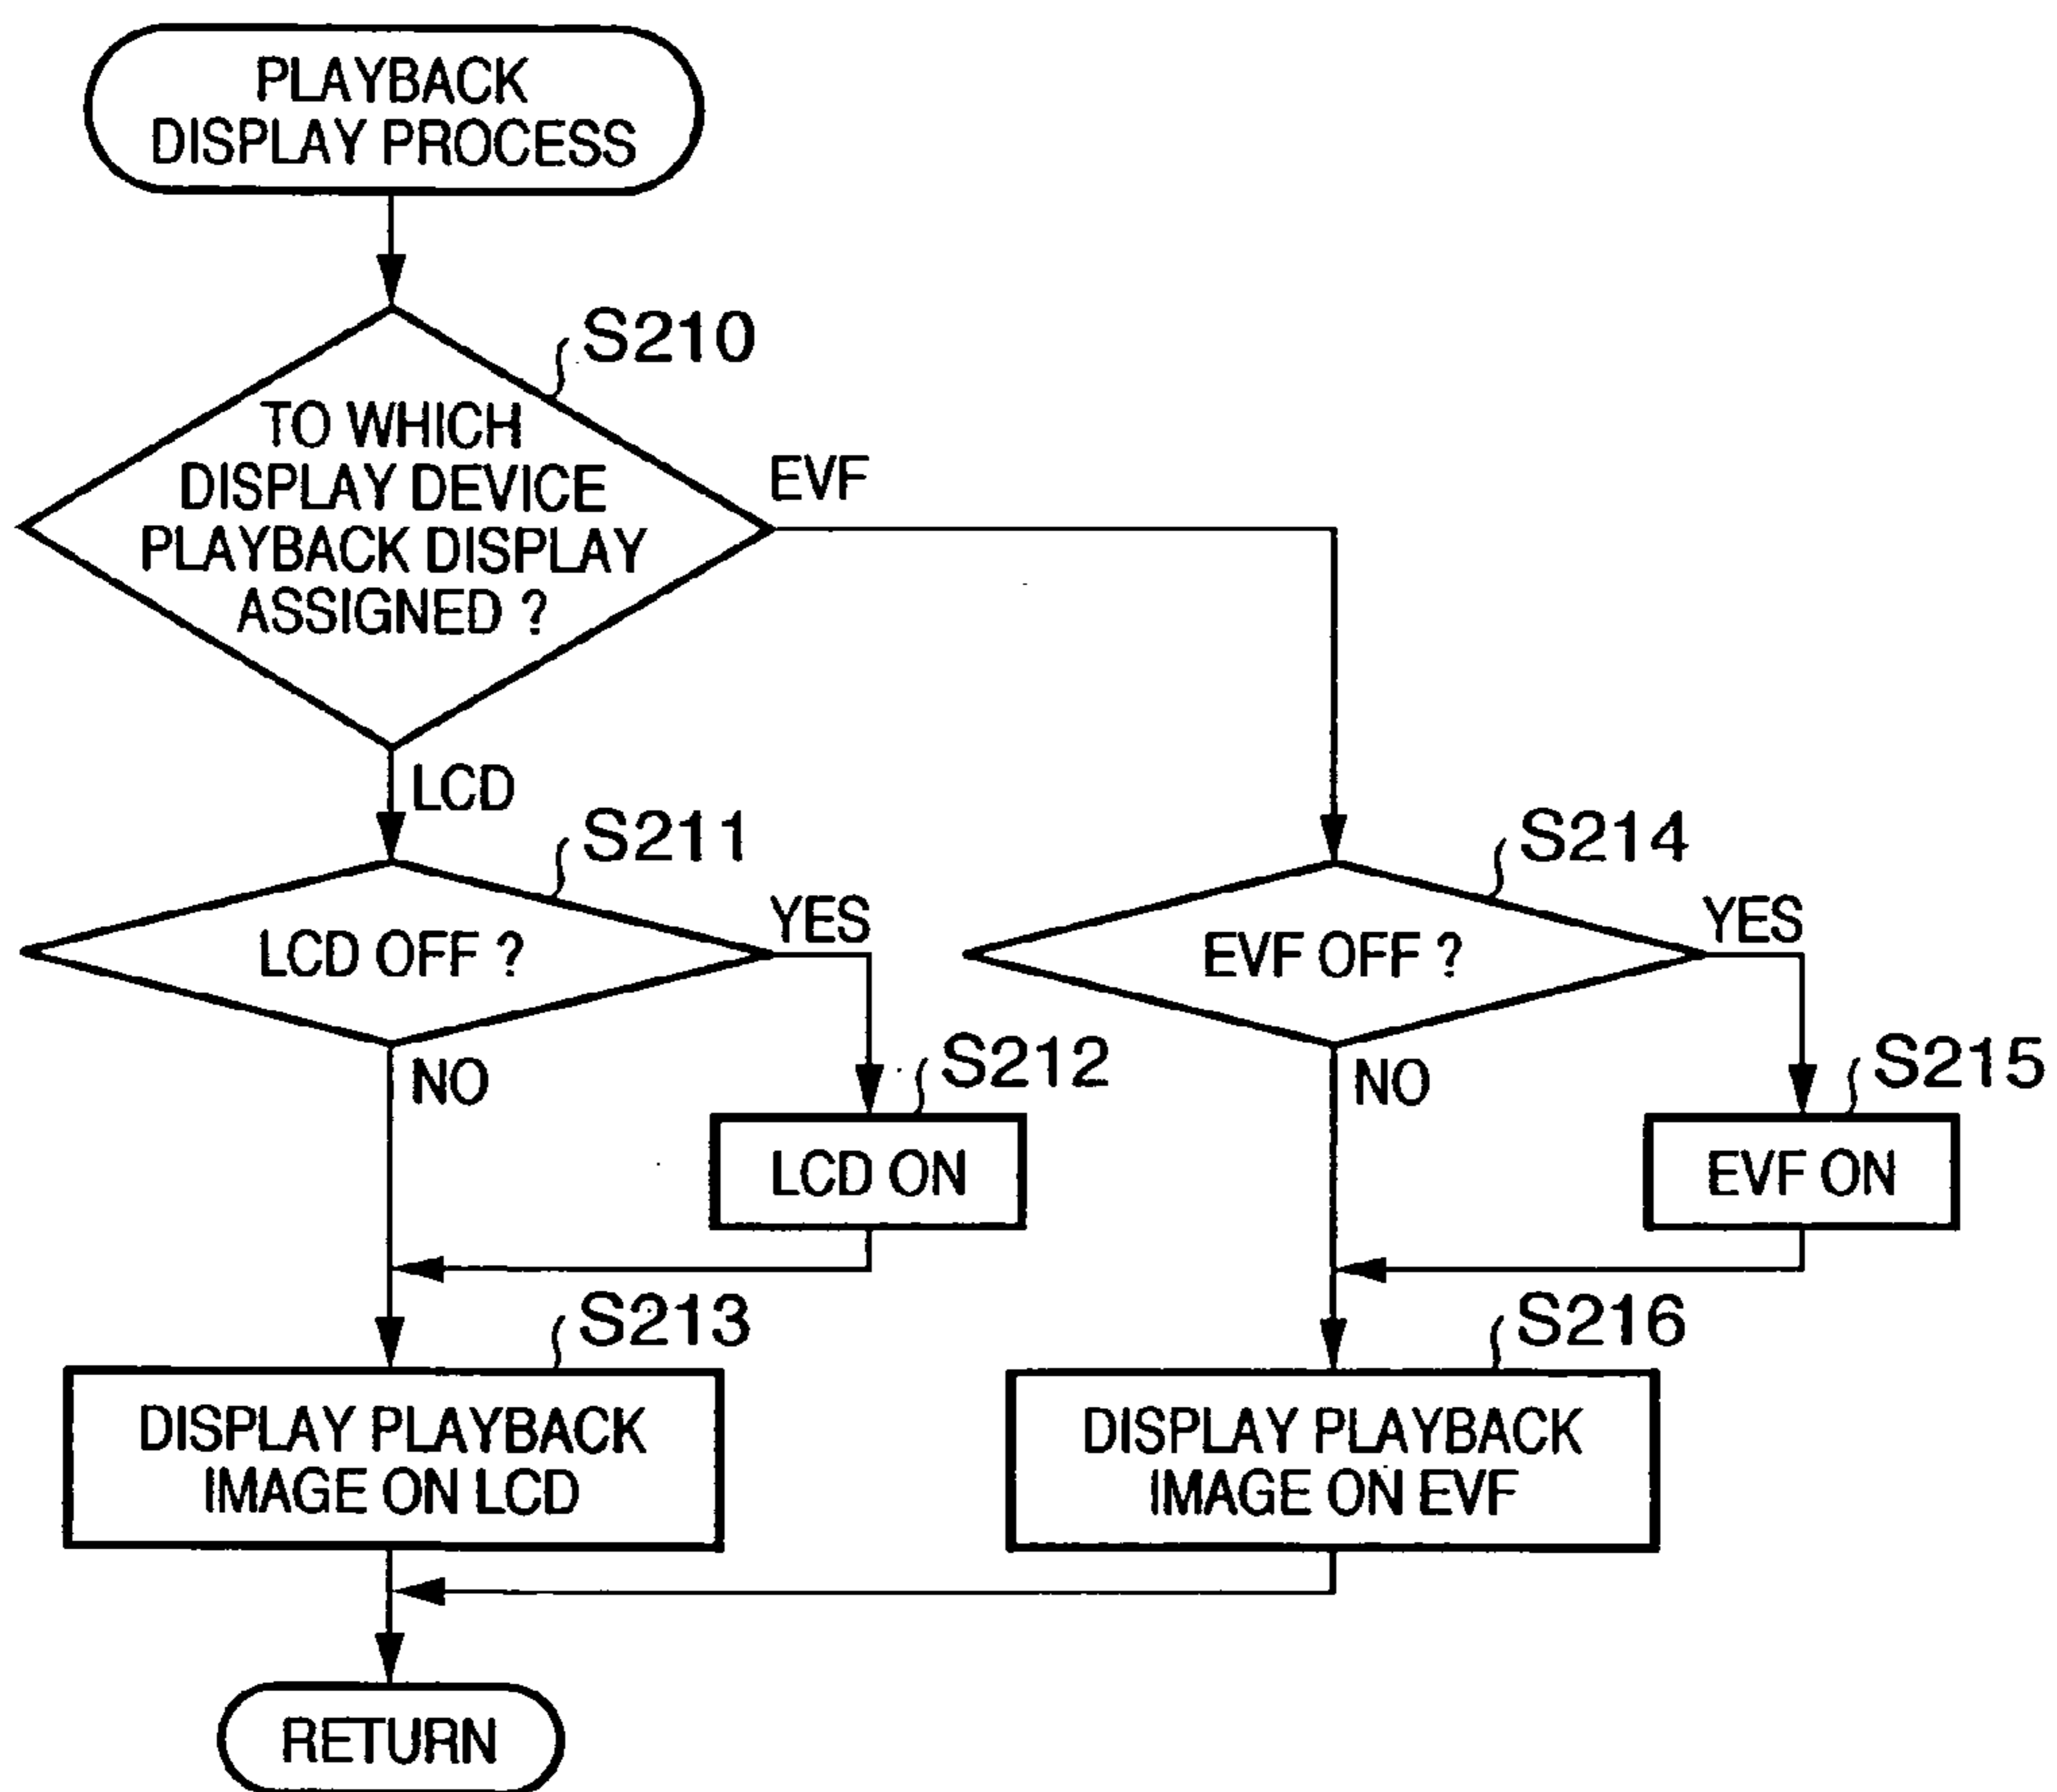 PLAYBACK
DISPLAY PROCESS
S210
TO WHICH
DISPLAY DEVICE
PLAYBACK DISPLAY
ASSIGNED ?
EVF
LCD
S211
LCD OFF ?
YES
NO
S212
LCD ON
S213
DISPLAY PLAYBACK
IMAGE ON LCD
S214
EVF OFF ?
YES
NO
S215
EVF ON
S216
DISPLAY PLAYBACK
IMAGE ON EVF
RETURN